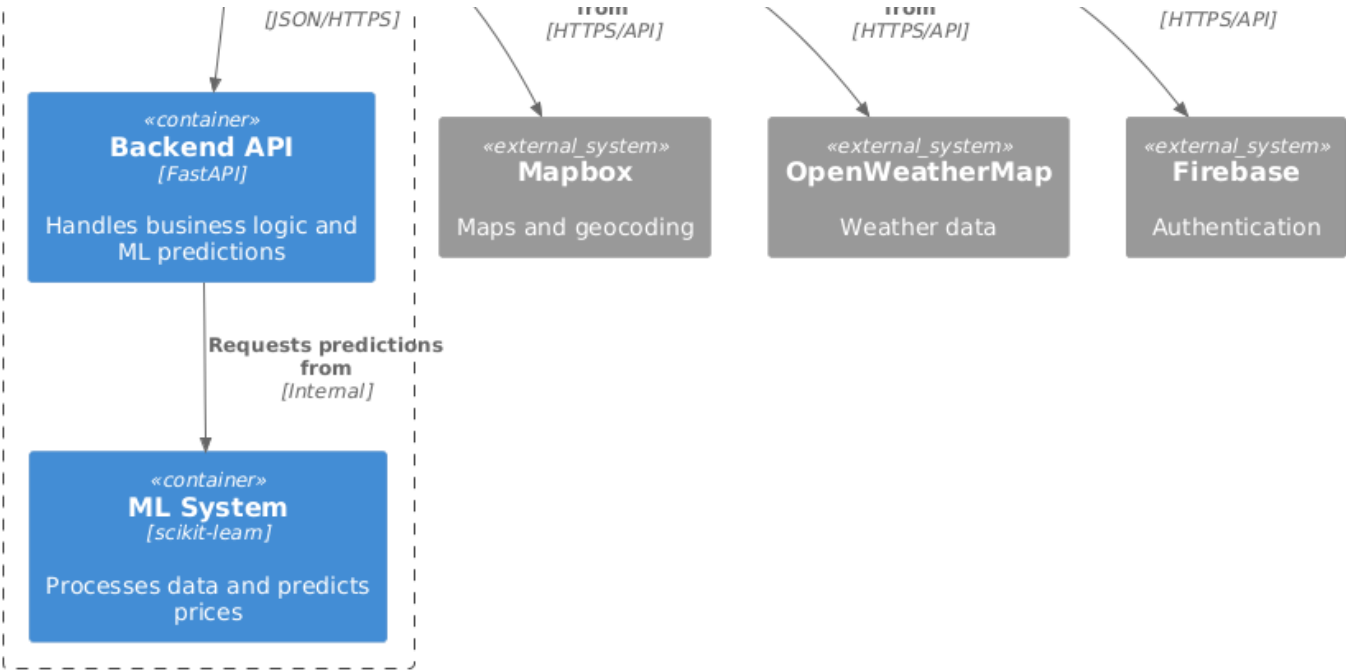 [JSON/HTTPS]
from
[HTTPS/API]
from
[HTTPS/API]
[HTTPS/API]
«container»
Backend API
[FastAPI]
Handles business logic and
ML predictions
«external_system»
Mapbox
Maps and geocoding
«external_system»
OpenWeatherMap
Weather data
«external_system»
Firebase
Authentication
Requests predictions
from
[Internal]
«container»
ML System
[scikit-learn]
Processes data and predicts
prices